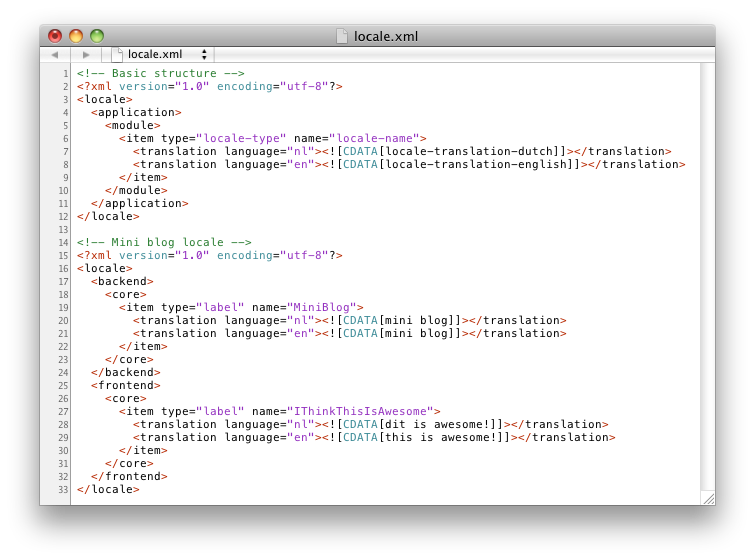 locale.xml
locale.xml
1 <!-- Basic structure -->
2 <?xml version="1.0" encoding="utf-8"?>
3 <locale>
4   <application>
5     <module>
6       <item type="locale-type" name="locale-name">
7         <translation language="nl"><![CDATA[locale-translation-dutch]]></translation>
8         <translation language="en"><![CDATA[locale-translation-english]]></translation>
9       </item>
10     </module>
11   </application>
12 </locale>
13
14 <!-- Mini blog locale -->
15 <?xml version="1.0" encoding="utf-8"?>
16 <locale>
17   <backend>
18     <core>
19       <item type="label" name="MiniBlog">
20         <translation language="nl"><![CDATA[mini blog]]></translation>
21         <translation language="en"><![CDATA[mini blog]]></translation>
22       </item>
23     </core>
24   </backend>
25   <frontend>
26     <core>
27       <item type="label" name="IThinkThisIsAwesome">
28         <translation language="nl"><![CDATA[dit is awesome!]]></translation>
29         <translation language="en"><![CDATA[this is awesome!]]></translation>
30       </item>
31     </core>
32   </frontend>
33 </locale>